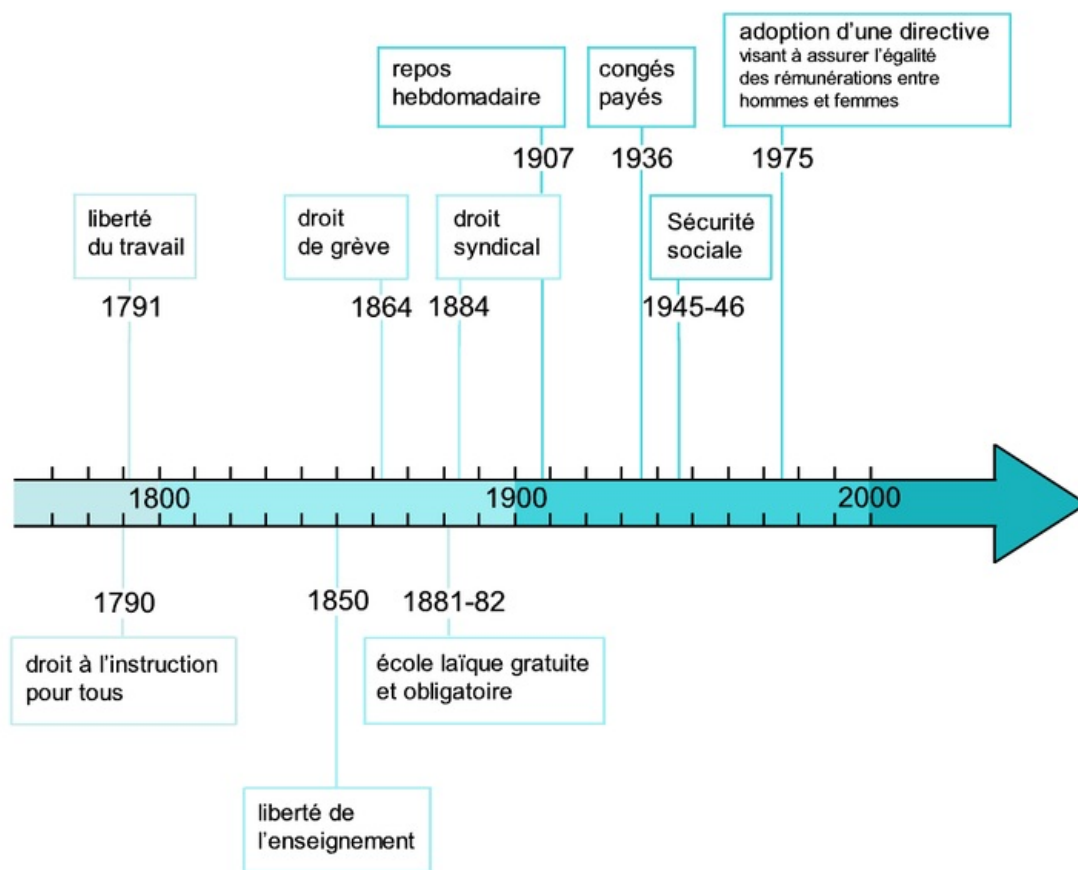 adoption d'une directive
visant à assurer l'égalité
des rémunérations entre
hommes et femmes
1975
repos
hebdomadaire
1907
congés
payés
1936
liberté
du travail
1791
droit
de grève
1864
droit
syndical
1884
Sécurité
sociale
1945-46
1800
1900
2000
1790
droit à l'instruction
pour tous
1850
liberté de
l'enseignement
1881-82
école laïque gratuite
et obligatoire